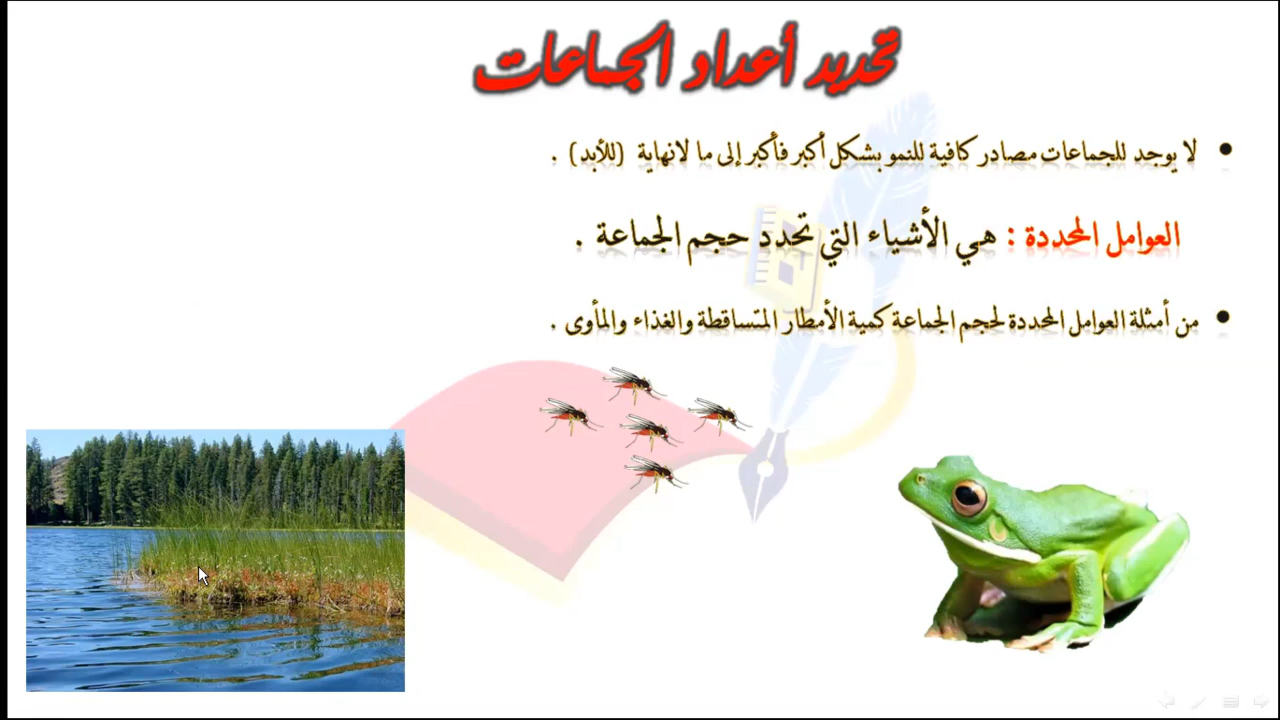 تحديد أعداد الجماعات
• لا يوجد للجماعات مصادر كافية للنمو بشكل أكبر فأكبر إلى ما لانهاية (للأبد) .
العوامل المحددة : هي الأشياء التي تحدد حجم الجماعة .
• من أمثلة العوامل المحددة لحجم الجماعة كمية الأمطار المتساقطة والغذاء والمأوى .